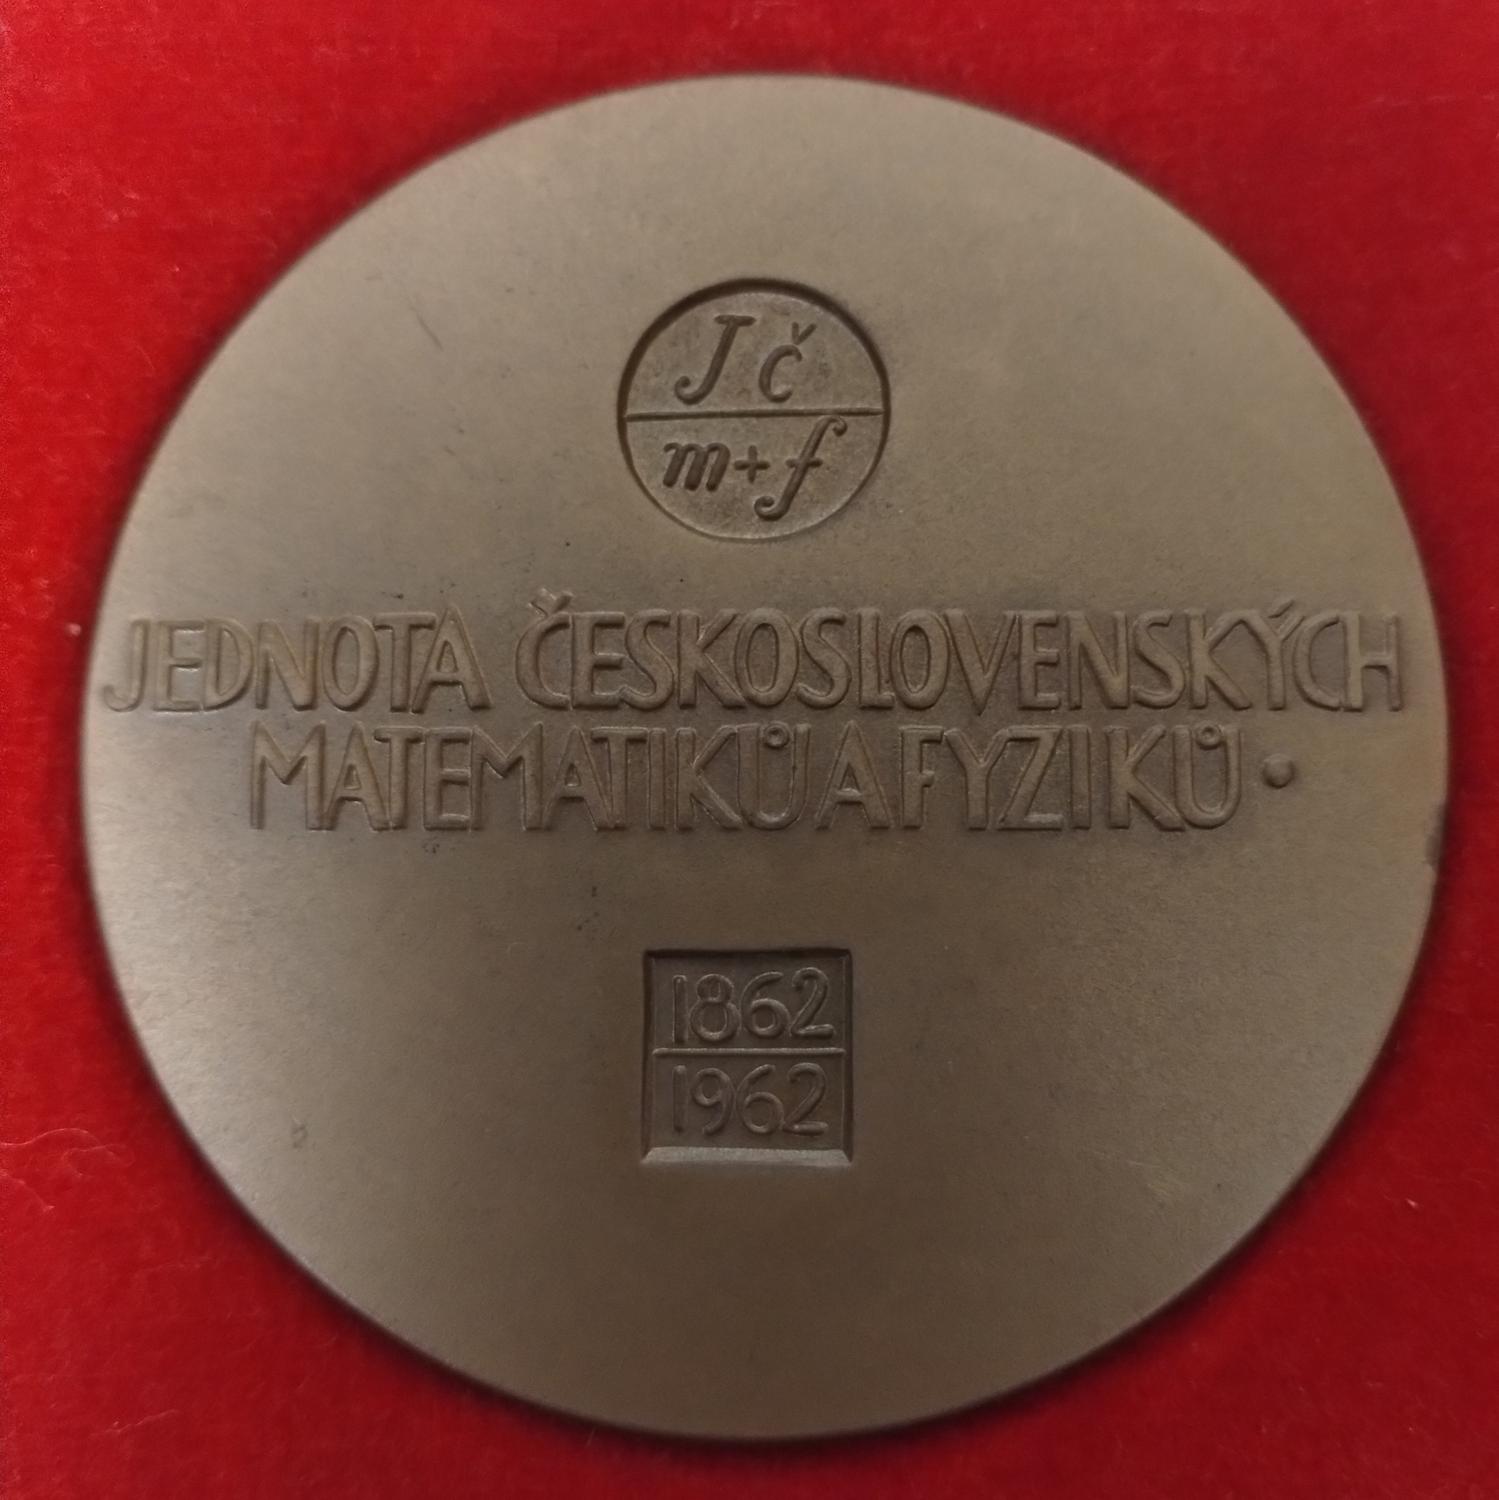 Jč
m+f
JEDNOTA ČESKOSLOVENSKÝCH
MATEMATIKŮ A FYZIKŮ •
1862
1962